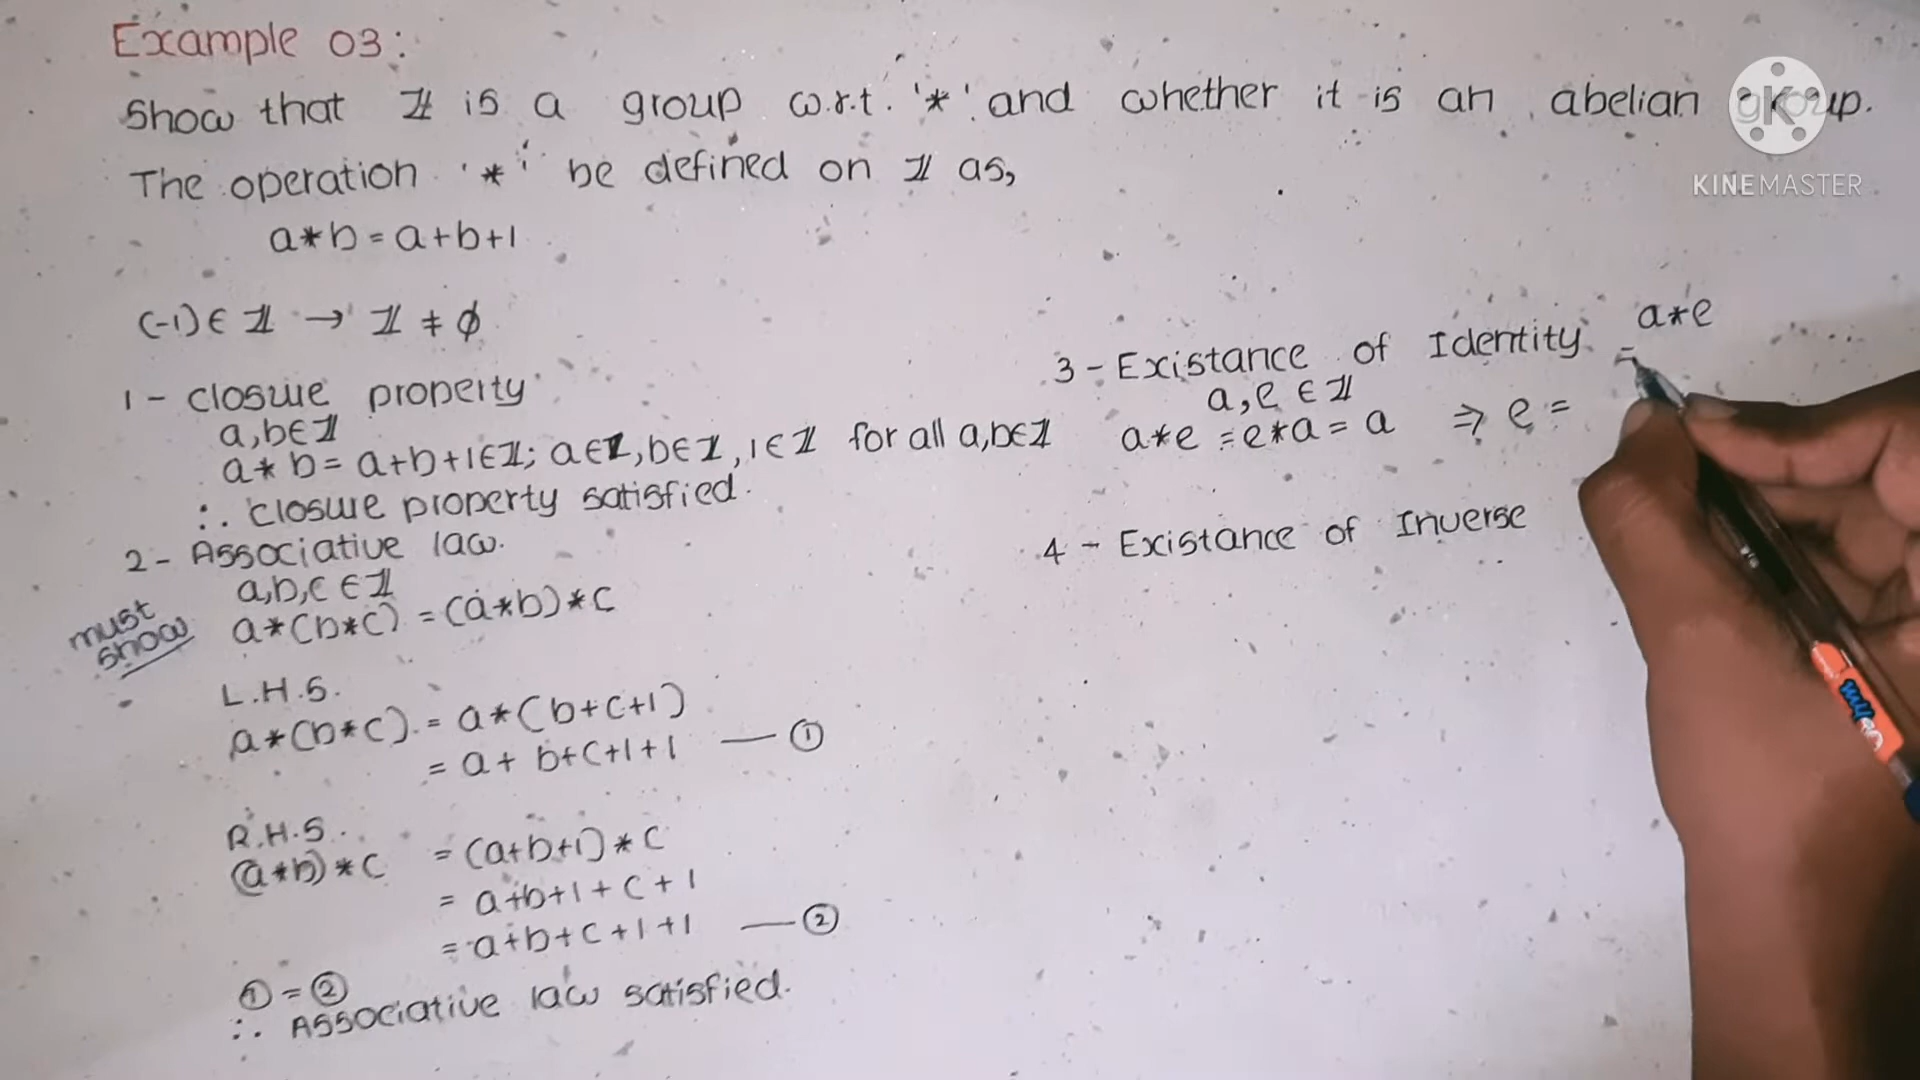 Example 03:
Show that ℤ is a group w.r.t. '*' and whether it is an abelian group.
The operation '*' be defined on ℤ as,
a*b = a+b+1
(-1) ∈ ℤ → ℤ ≠ ϕ
1 - closure property
a,b∈ℤ
a*b = a+b+1∈ℤ; a∈ℤ, b∈ℤ, 1∈ℤ for all a,b∈ℤ
∴ closure property satisfied.
2 - Associative law.
a,b,c ∈ ℤ
must show
a*(b*c) = (a*b)*c
L.H.S.
a*(b*c) = a*(b+c+1)
= a+ b+c+1+1 — ①
R.H.S.
(a*b)*c = (a+b+1)*c
= a+b+1+c+1
= a+b+c+1+1 — ②
① = ②
∴ Associative law satisfied.
3 - Existance of Identity
a*e
=
a,e ∈ ℤ
a*e = e*a = a ⇒ e =
4 - Existance of Inverse
K
KINEMASTER
myco